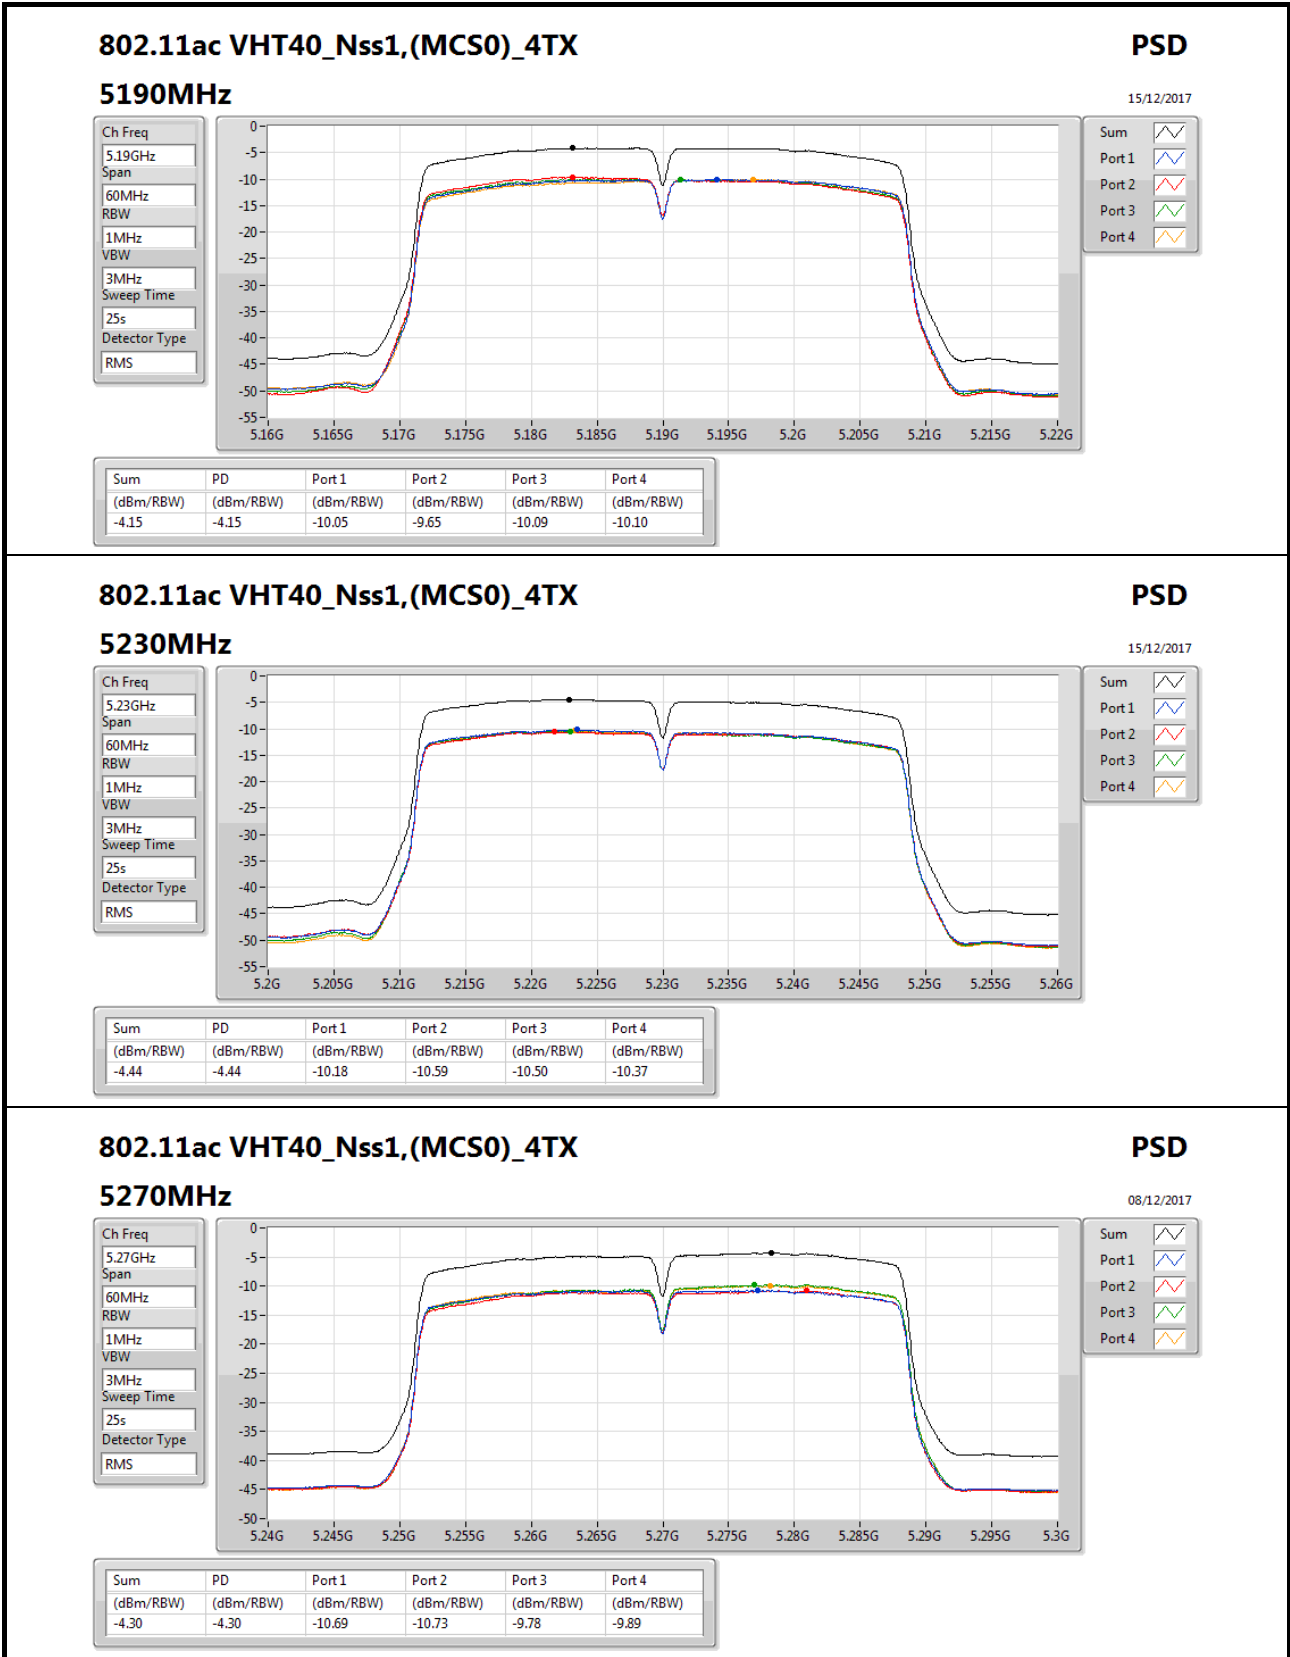 802.11ac VHT40_Nss1,(MCS0)_4TX PSD
5190MHz 15/12/2017
Ch Freq
5.19GHz
Span
60MHz
RBW
1MHz
VBW
3MHz
Sweep Time
25s
Detector Type
RMS
0
-5
-10
-15
-20
-25
-30
-35
-40
-45
-50
-55
5.16G 5.165G 5.17G 5.175G 5.18G 5.185G 5.19G 5.195G 5.2G 5.205G 5.21G 5.215G 5.22G
Sum
Port 1
Port 2
Port 3
Port 4
Sum PD Port 1 Port 2 Port 3 Port 4
(dBm/RBW) (dBm/RBW) (dBm/RBW) (dBm/RBW) (dBm/RBW) (dBm/RBW)
-4.15 -4.15 -10.05 -9.65 -10.09 -10.10
802.11ac VHT40_Nss1,(MCS0)_4TX PSD
5230MHz 15/12/2017
Ch Freq
5.23GHz
Span
60MHz
RBW
1MHz
VBW
3MHz
Sweep Time
25s
Detector Type
RMS
0
-5
-10
-15
-20
-25
-30
-35
-40
-45
-50
-55
5.2G 5.205G 5.21G 5.215G 5.22G 5.225G 5.23G 5.235G 5.24G 5.245G 5.25G 5.255G 5.26G
Sum
Port 1
Port 2
Port 3
Port 4
Sum PD Port 1 Port 2 Port 3 Port 4
(dBm/RBW) (dBm/RBW) (dBm/RBW) (dBm/RBW) (dBm/RBW) (dBm/RBW)
-4.44 -4.44 -10.18 -10.59 -10.50 -10.37
802.11ac VHT40_Nss1,(MCS0)_4TX PSD
5270MHz 08/12/2017
Ch Freq
5.27GHz
Span
60MHz
RBW
1MHz
VBW
3MHz
Sweep Time
25s
Detector Type
RMS
0
-5
-10
-15
-20
-25
-30
-35
-40
-45
-50
5.24G 5.245G 5.25G 5.255G 5.26G 5.265G 5.27G 5.275G 5.28G 5.285G 5.29G 5.295G 5.3G
Sum
Port 1
Port 2
Port 3
Port 4
Sum PD Port 1 Port 2 Port 3 Port 4
(dBm/RBW) (dBm/RBW) (dBm/RBW) (dBm/RBW) (dBm/RBW) (dBm/RBW)
-4.30 -4.30 -10.69 -10.73 -9.78 -9.89